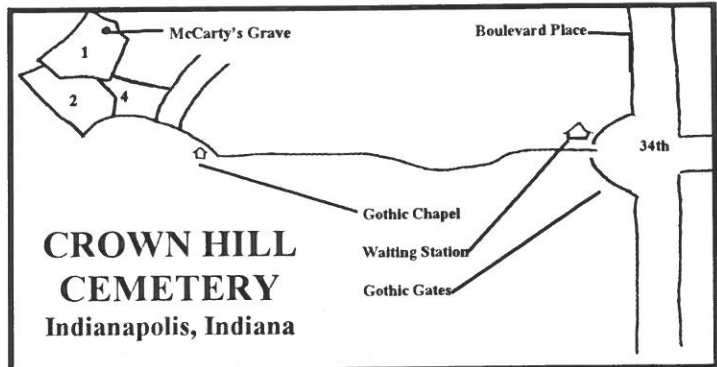 McCarty's Grave
Boulevard Place
1
2
4
34th
Gothic Chapel
Waiting Station
Gothic Gates
CROWN HILL
CEMETERY
Indianapolis, Indiana